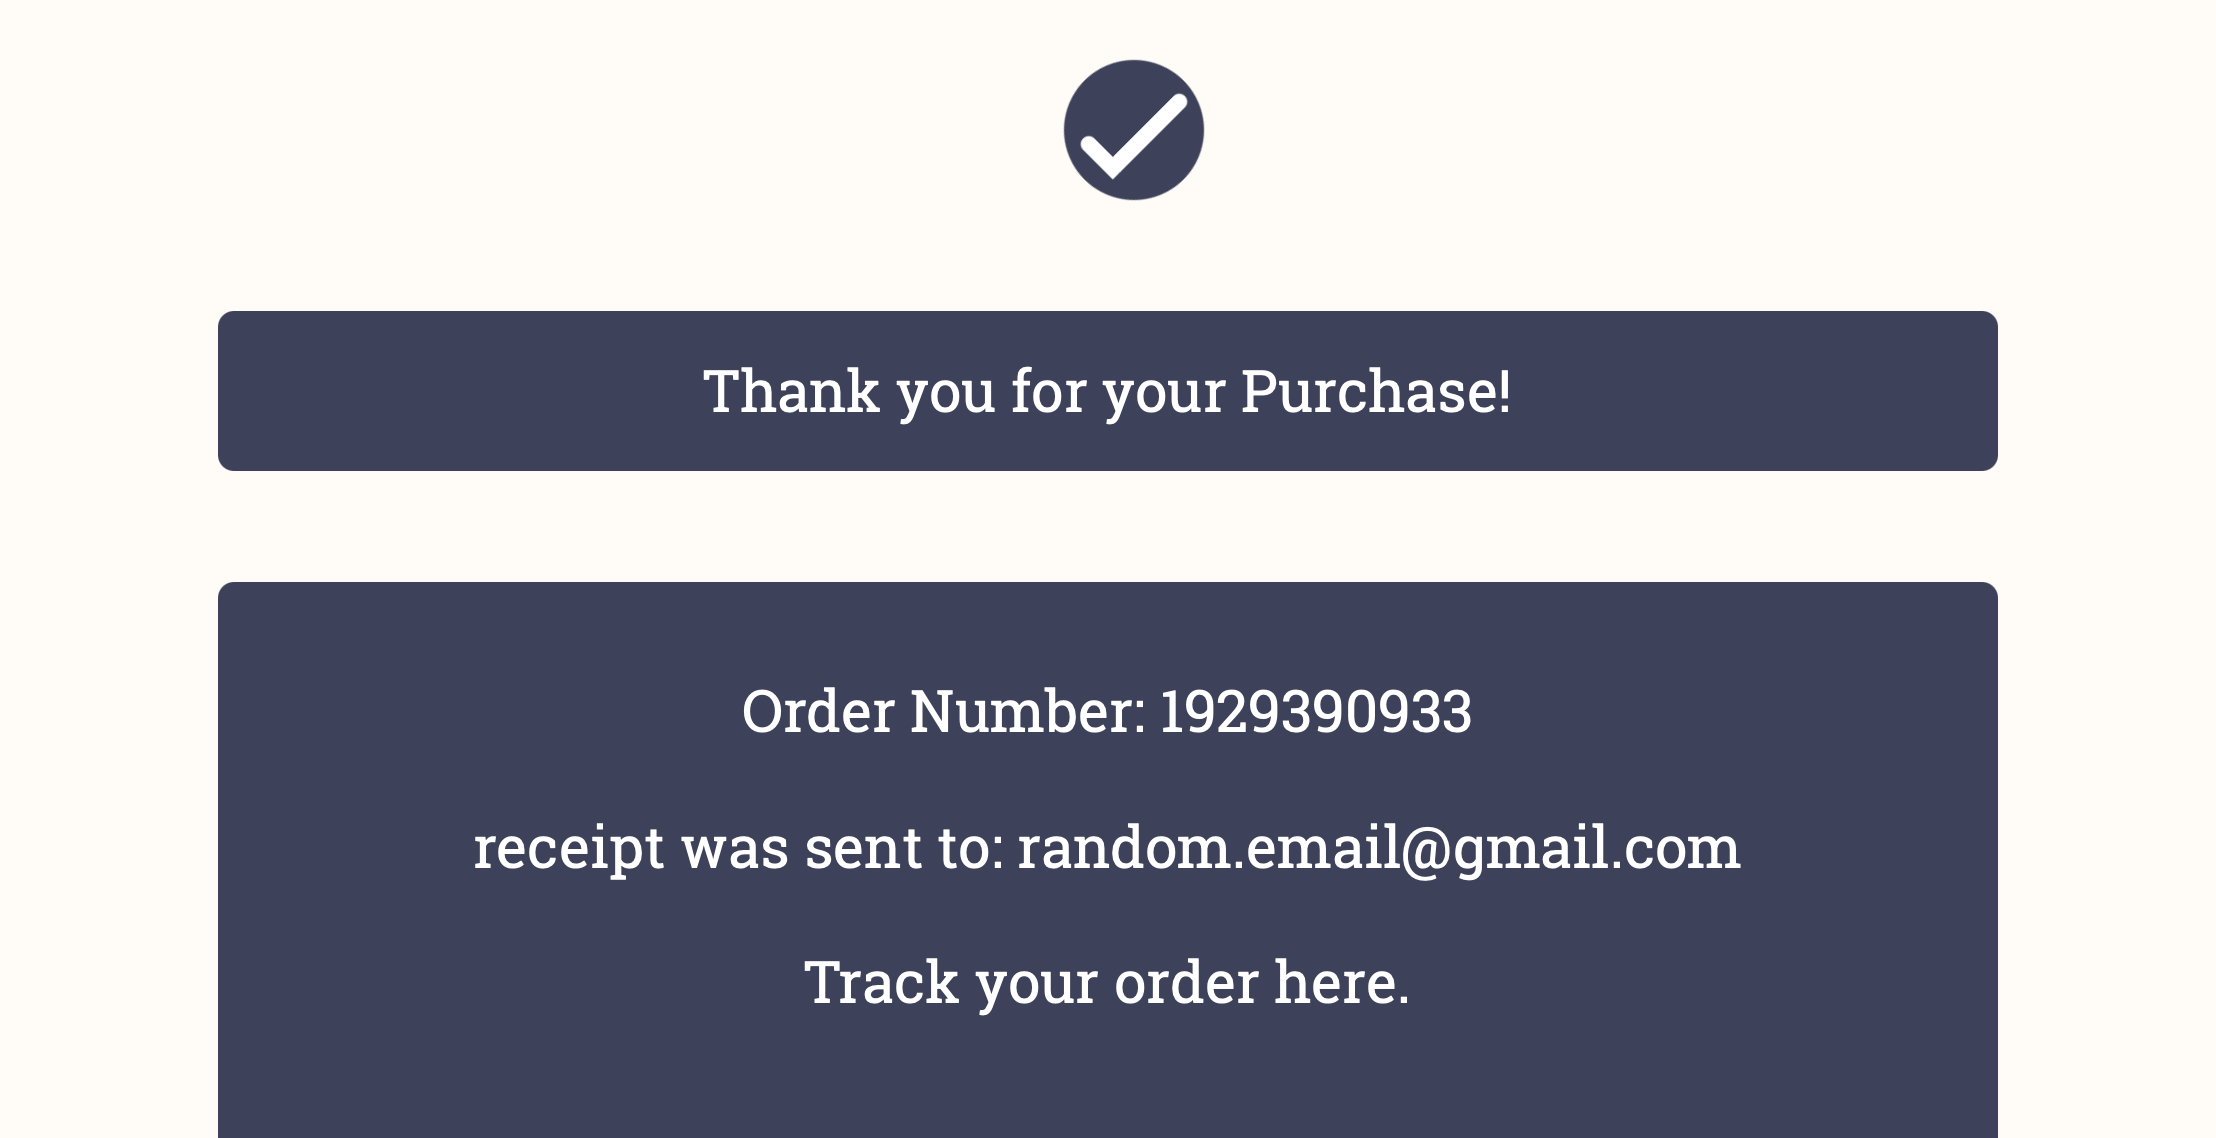 Thank you for your Purchase!
Order Number: 1929390933
receipt was sent to: random.email@gmail.com
Track your order here.